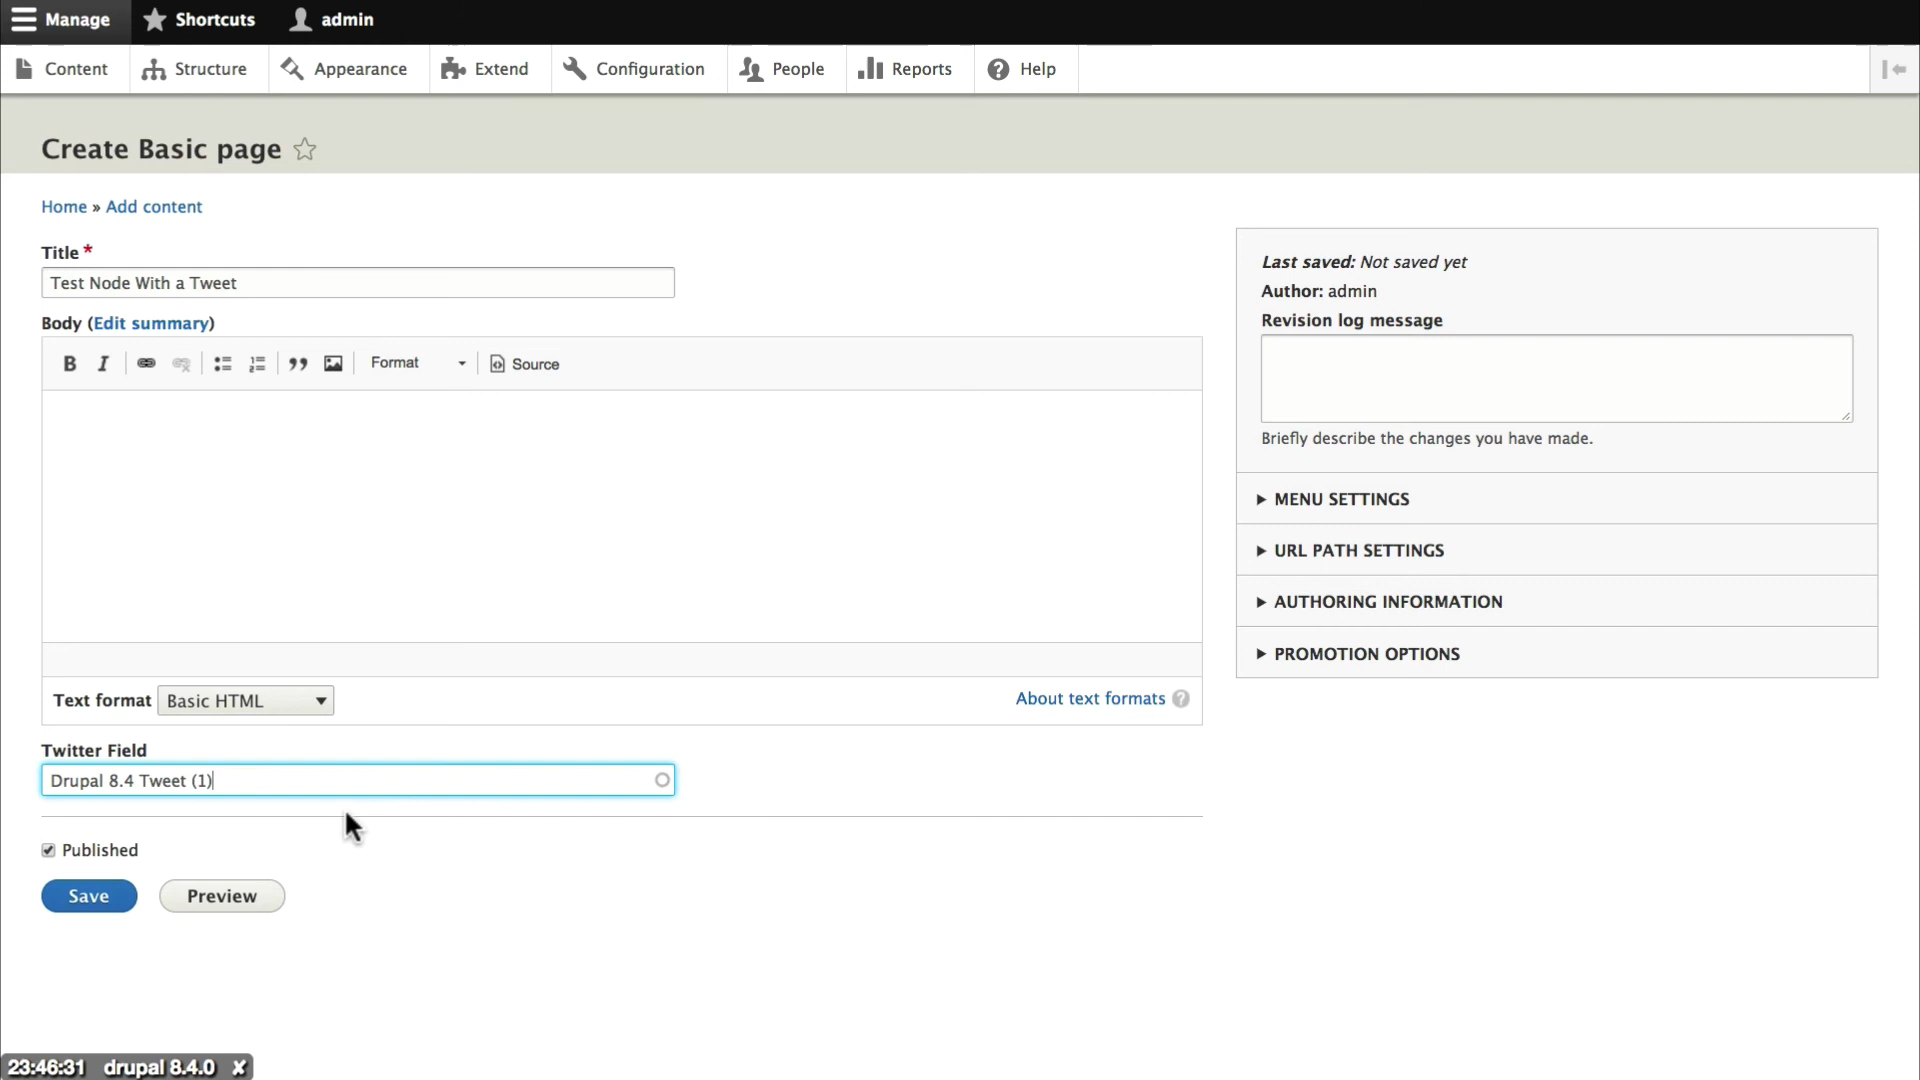 Manage Shortcuts admin
Content Structure Appearance Extend Configuration People Reports Help
Create Basic page
Home » Add content
Title *
Test Node With a Tweet
Body (Edit summary)
B I Format Source
Text format Basic HTML
About text formats ?
Twitter Field
Drupal 8.4 Tweet (1)
Published
Save Preview
Last saved: Not saved yet
Author: admin
Revision log message
Briefly describe the changes you have made.
MENU SETTINGS
URL PATH SETTINGS
AUTHORING INFORMATION
PROMOTION OPTIONS
23:46:31 drupal 8.4.0 ✘